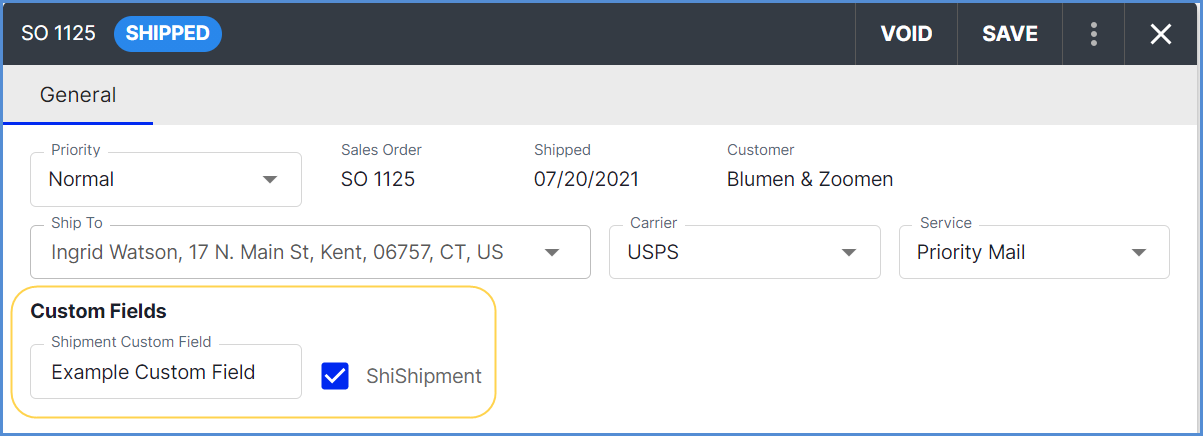 SO 1125 SHIPPED VOID SAVE
General
Priority Sales Order Shipped Customer
Normal SO 1125 07/20/2021 Blumen & Zoomen
Ship To Carrier Service
Ingrid Watson, 17 N. Main St, Kent, 06757, CT, US USPS Priority Mail
Custom Fields
Shipment Custom Field
Example Custom Field ShiShipment